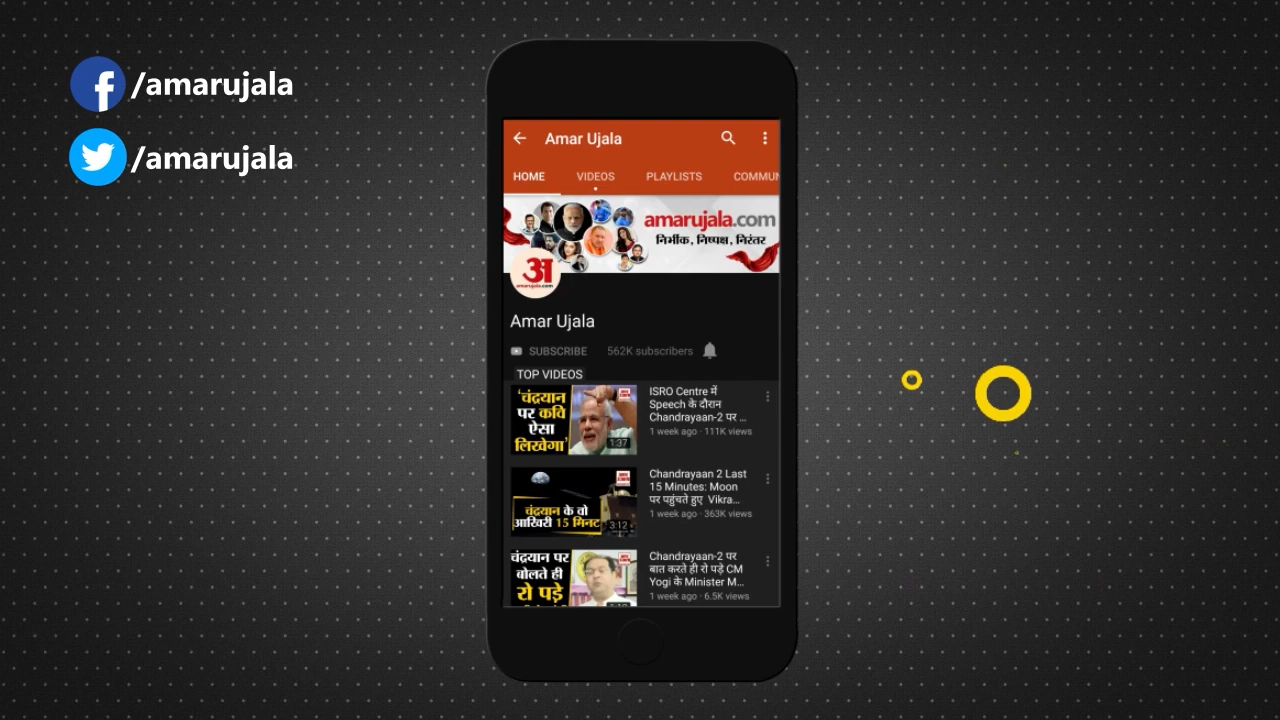 /amarujala
/amarujala
Amar Ujala
HOME VIDEOS PLAYLISTS COMMUN
amarujala.com
निर्भीक, निष्पक्ष, निरंतर
अ
amarujala.com
Amar Ujala
SUBSCRIBE 562K subscribers
TOP VIDEOS
'चंद्रयान
पर कवि
ऐसा
लिखेगा'
1:37
ISRO Centre में
Speech के दौरान
Chandrayaan-2 पर ...
1 week ago · 111K views
चंद्रयान के वो
आखिरी 15 मिनट
3:12
Chandrayaan 2 Last
15 Minutes: Moon
पर पहुंचते हुए Vikra...
1 week ago · 363K views
चंद्रयान पर
बोलते ही
रो पड़े
Chandrayaan-2 पर
बात करते ही रो पड़े CM
Yogi के Minister M...
1 week ago · 6.5K views